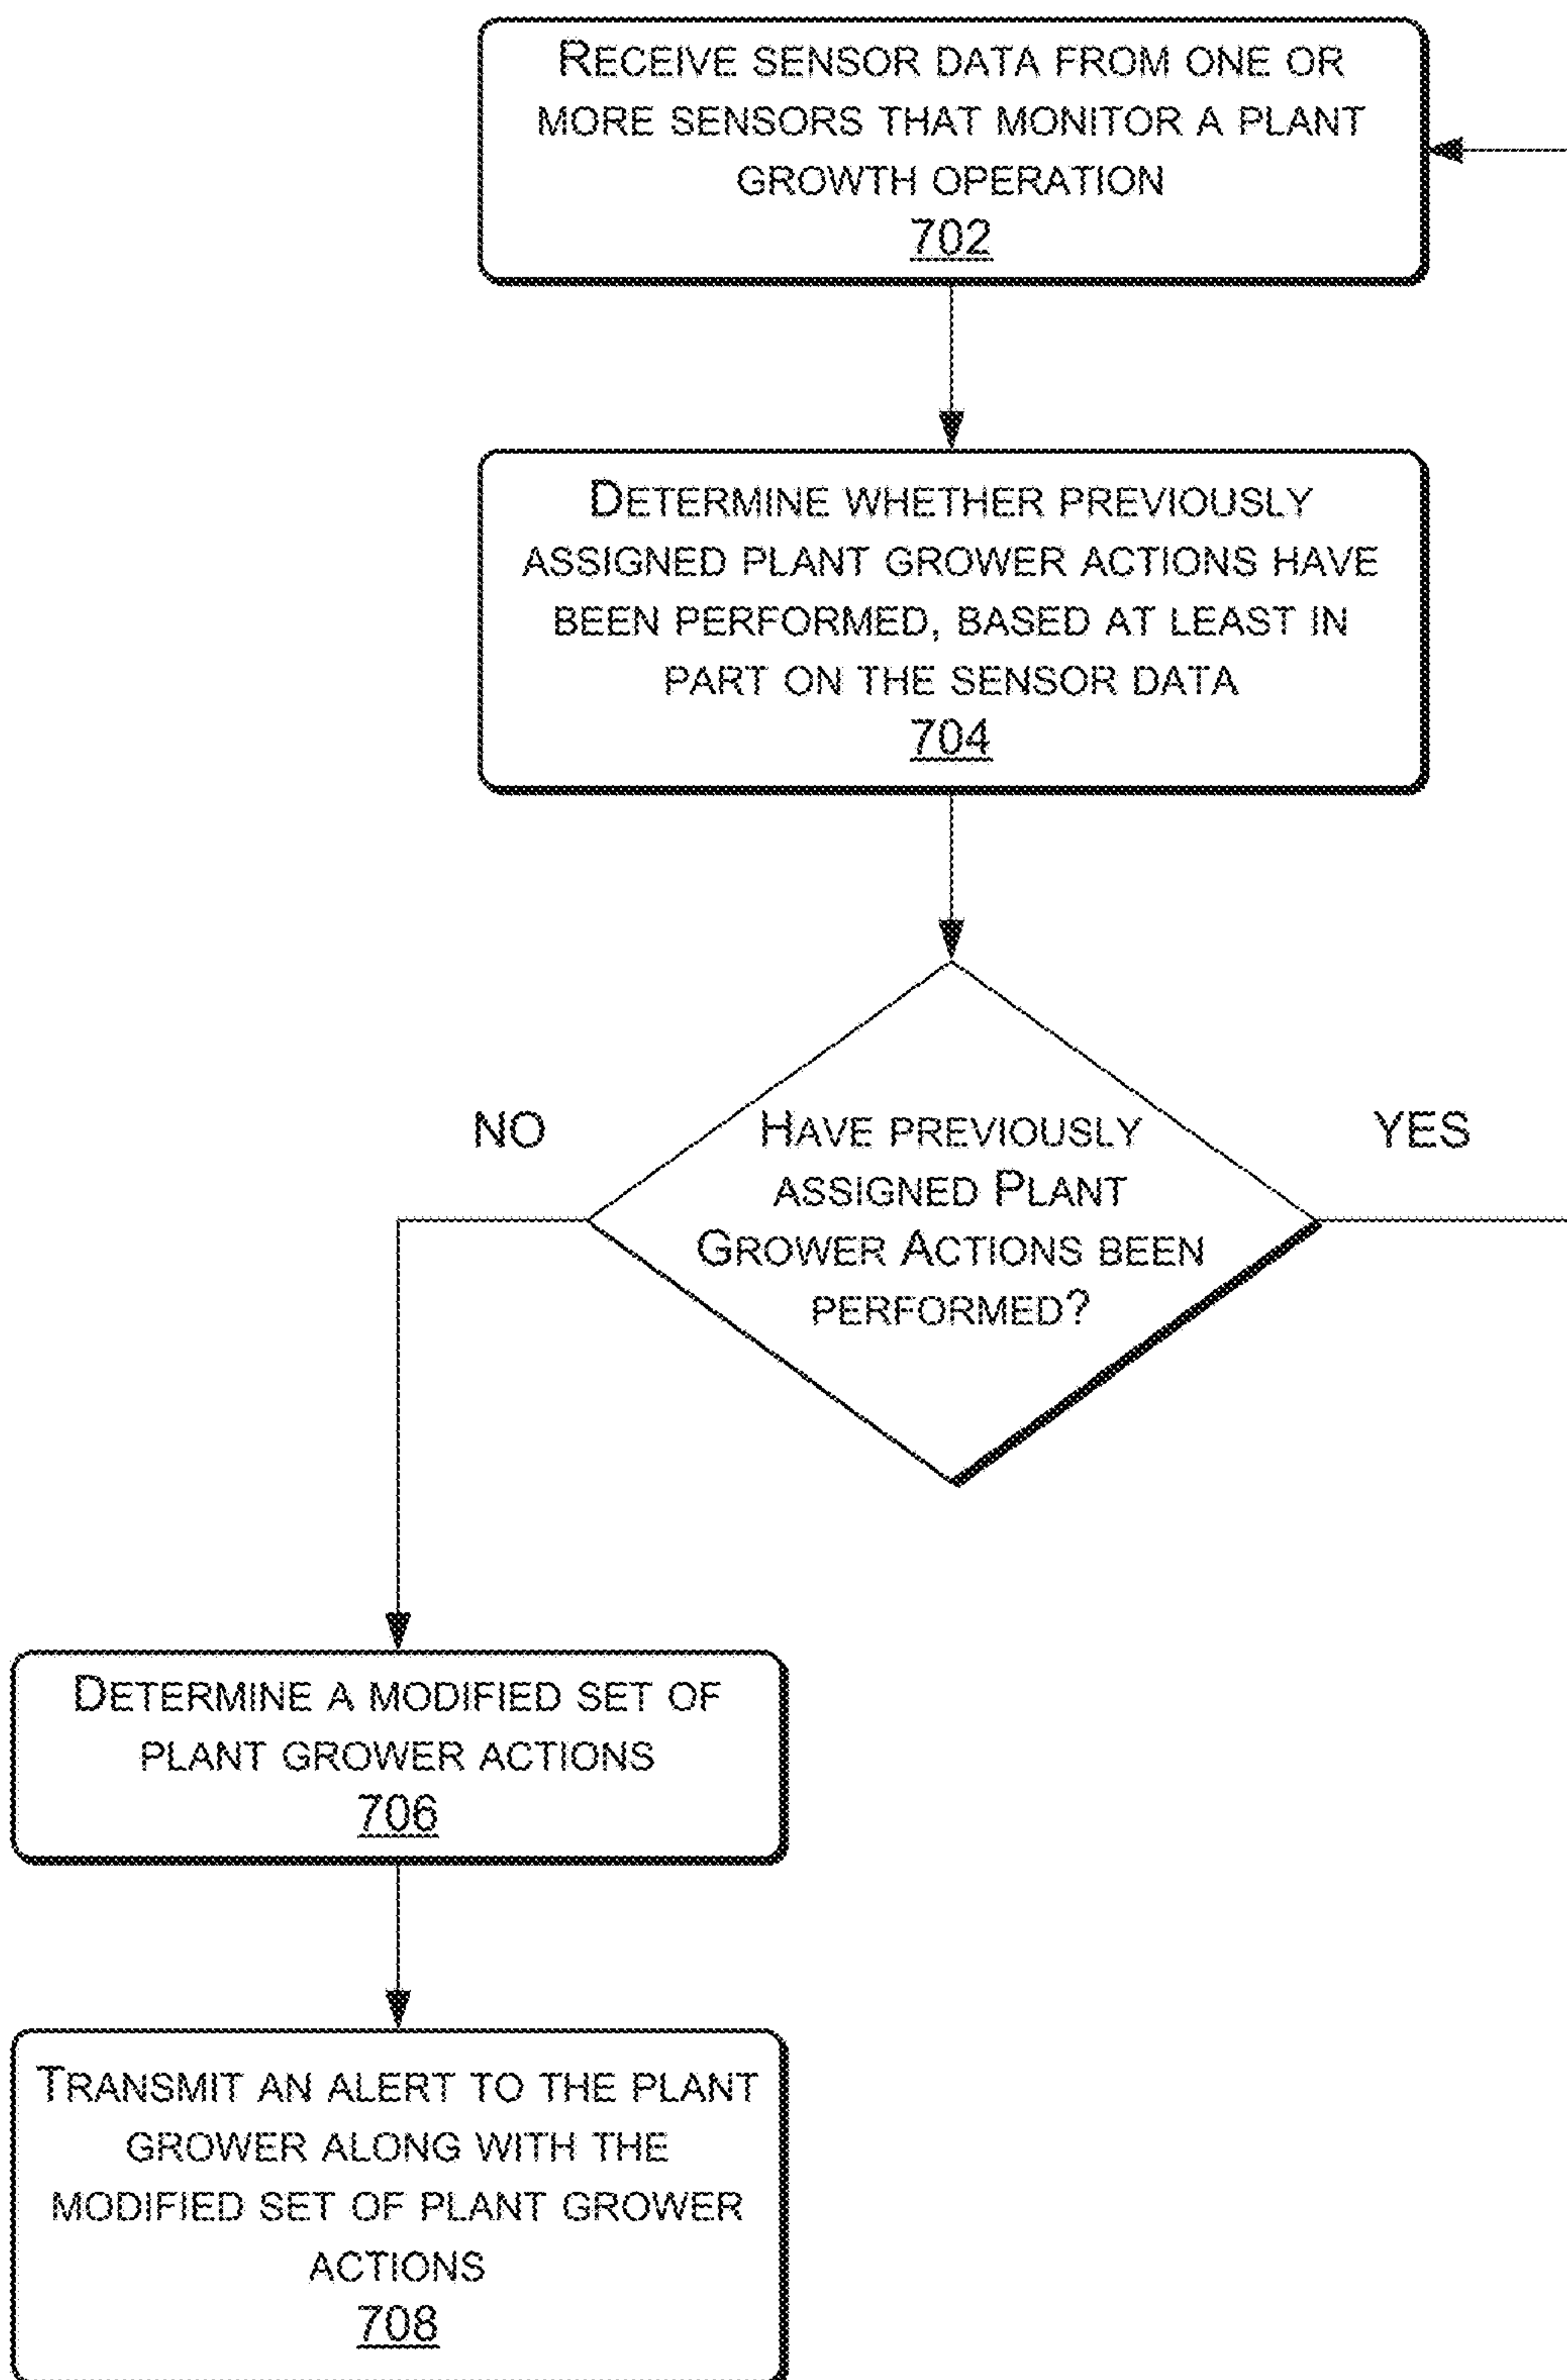 RECEIVE SENSOR DATA FROM ONE OR
MORE SENSORS THAT MONITOR A PLANT
GROWTH OPERATION
702
DETERMINE WHETHER PREVIOUSLY
ASSIGNED PLANT GROWER ACTIONS HAVE
BEEN PERFORMED, BASED AT LEAST IN
PART ON THE SENSOR DATA
704
NO
YES
HAVE PREVIOUSLY
ASSIGNED PLANT
GROWER ACTIONS BEEN
PERFORMED?
DETERMINE A MODIFIED SET OF
PLANT GROWER ACTIONS
706
TRANSMIT AN ALERT TO THE PLANT
GROWER ALONG WITH THE
MODIFIED SET OF PLANT GROWER
ACTIONS
708